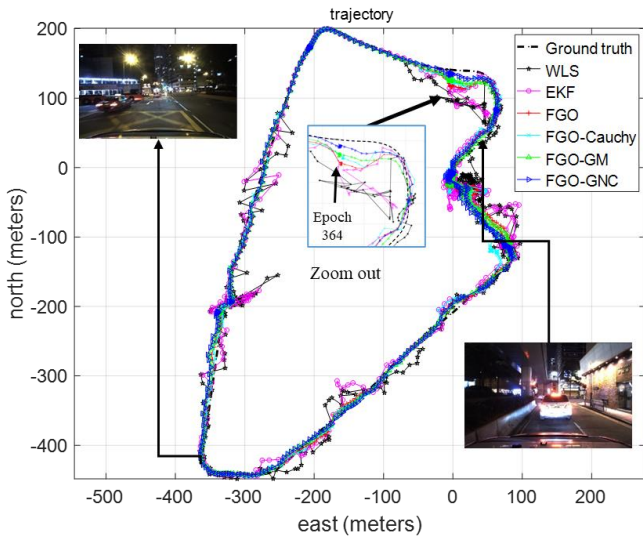 trajectory
Ground truth
WLS
EKF
FGO
FGO-Cauchy
FGO-GM
FGO-GNC
Epoch
364
Zoom out
200
100
0
-100
-200
-300
-400
north (meters)
-500 -400 -300 -200 -100 0 100 200
east (meters)